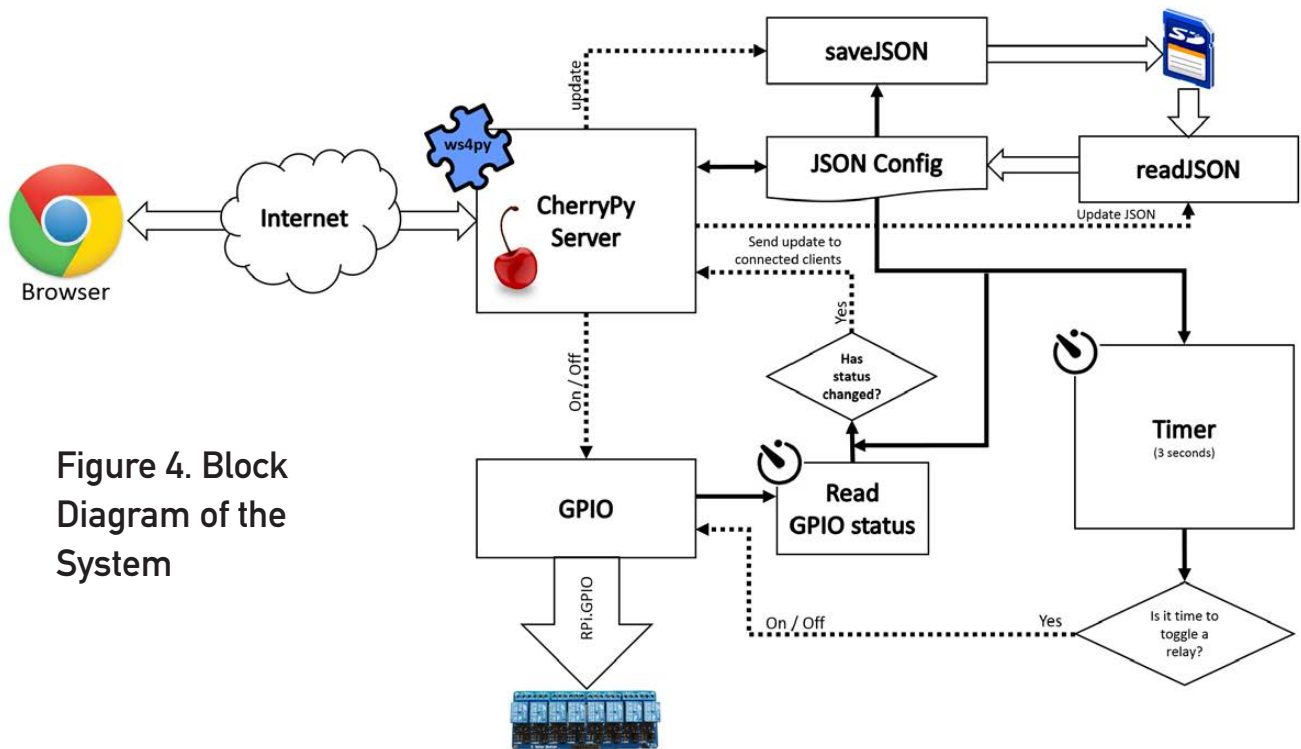 saveJSON
update
ws4py
JSON Config
readJSON
Internet
CherryPy
Server
Update JSON
Send update to
connected clients
Browser
Yes
On / Off
Has
status
changed?
Timer
(3 seconds)
Figure 4. Block
Diagram of the
System
GPIO
Read
GPIO status
RPi.GPIO
On / Off
Yes
Is it time to
toggle a
relay?